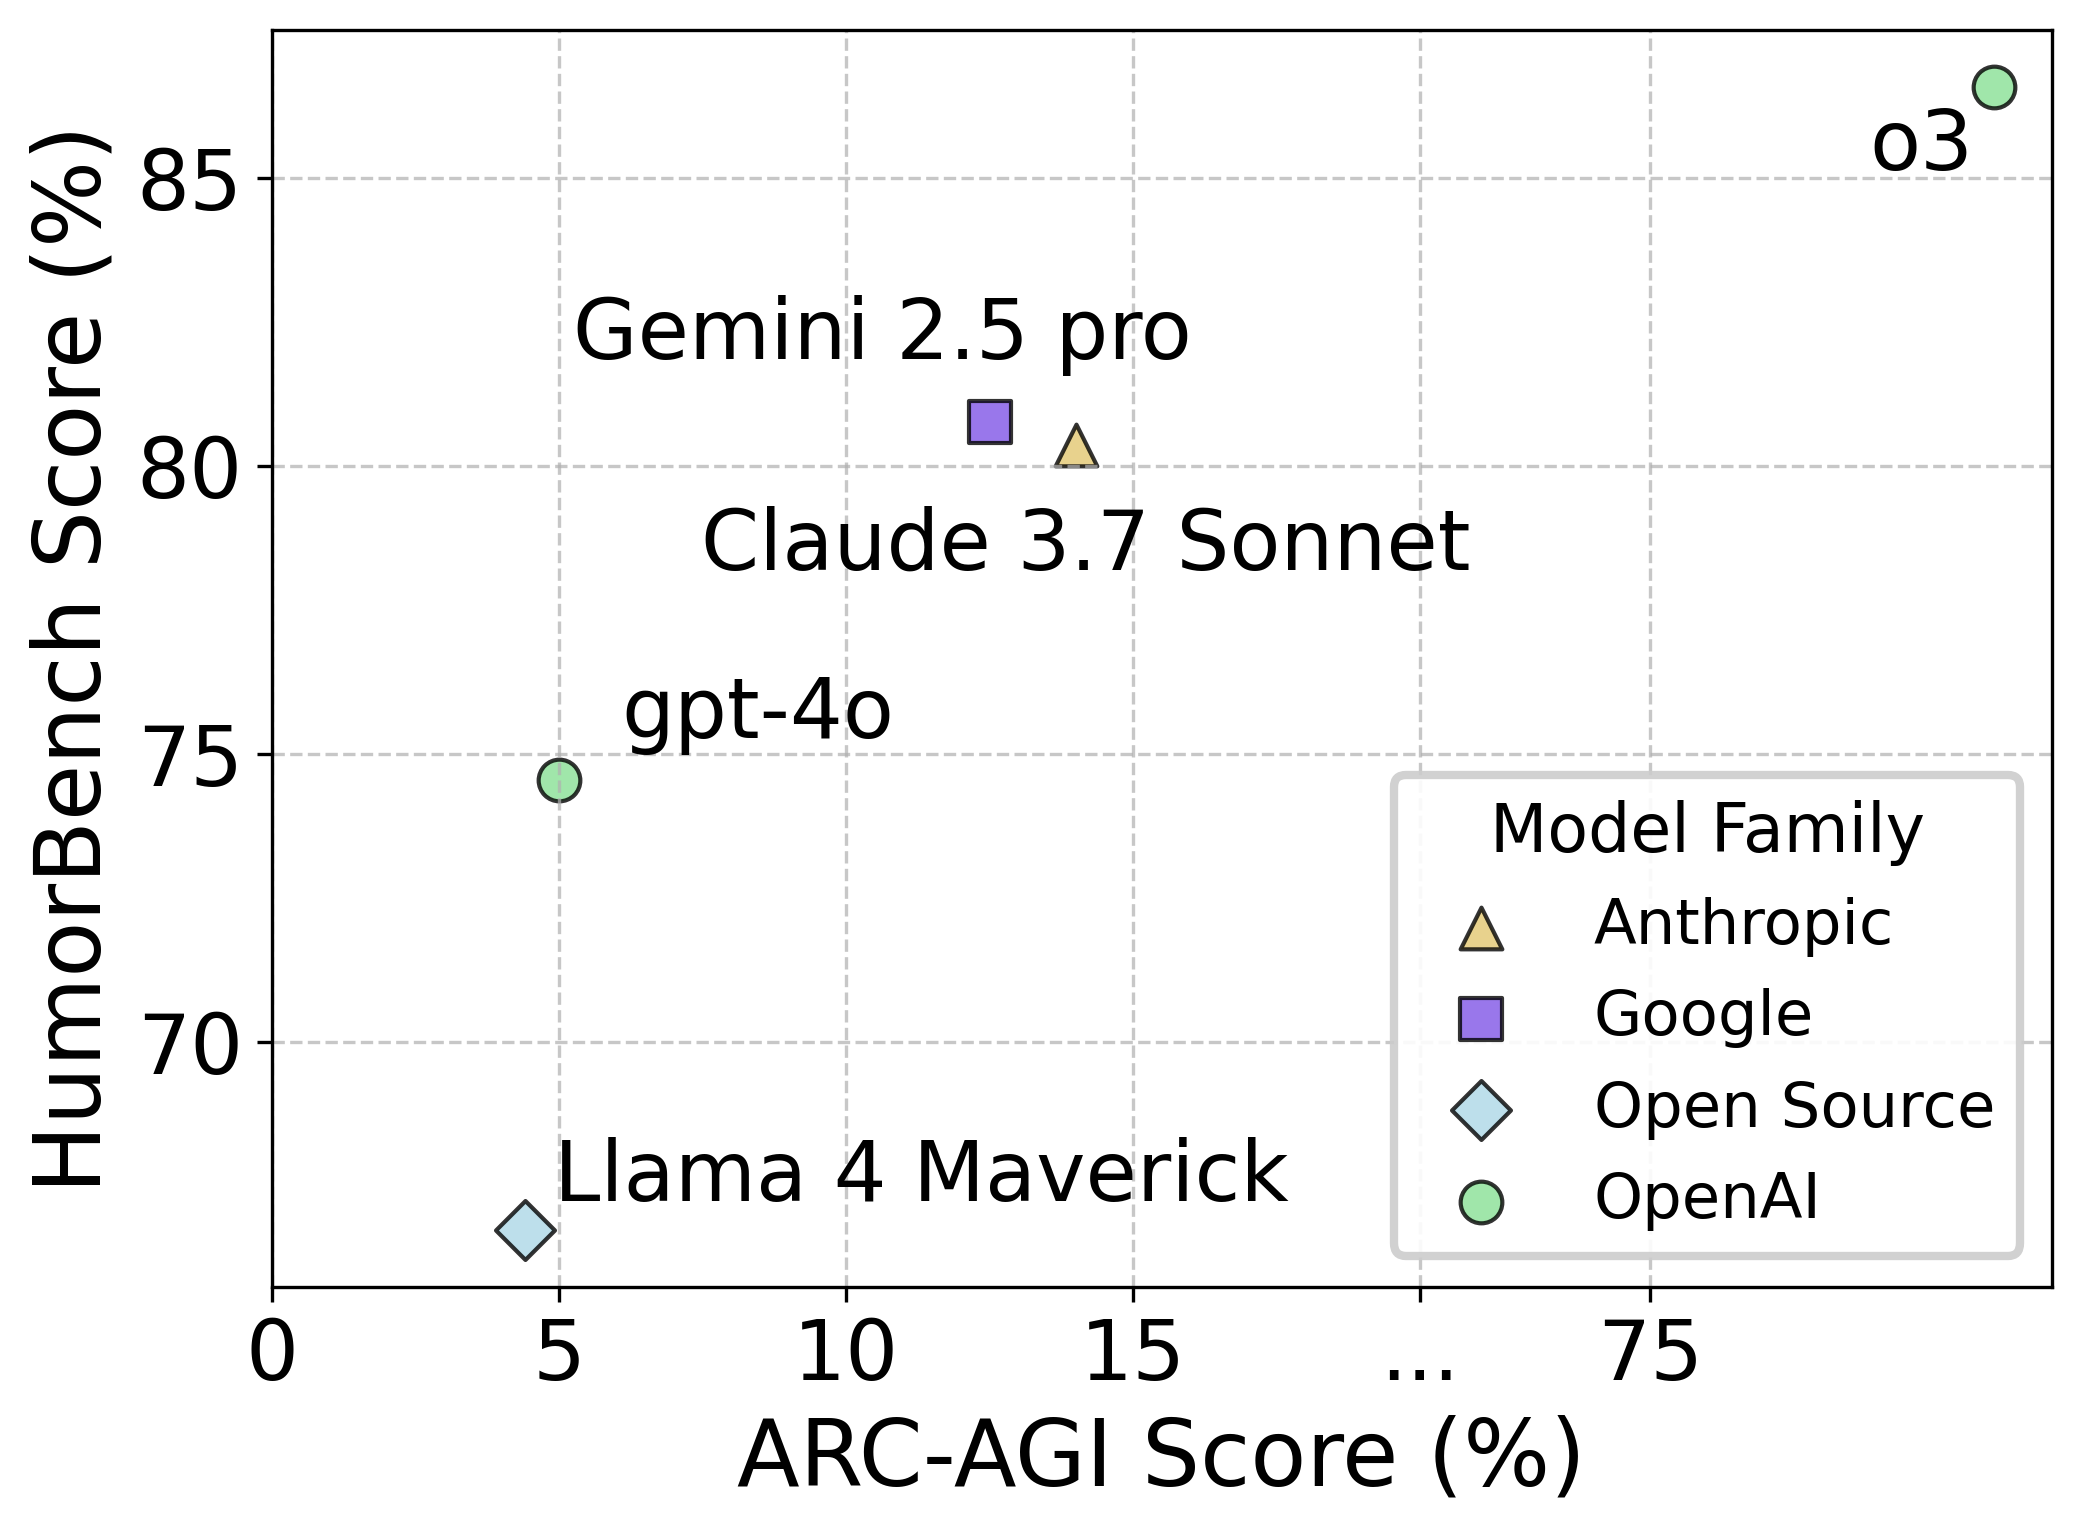 HumorBench Score (%)
85
80
75
70
o3
Gemini 2.5 pro
Claude 3.7 Sonnet
gpt-4o
Llama 4 Maverick
Model Family
Anthropic
Google
Open Source
OpenAI
0 5 10 15 ... 75
ARC-AGI Score (%)